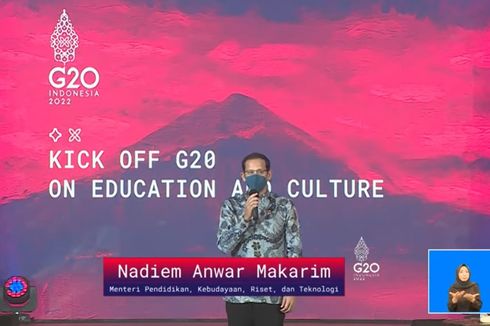 G20
INDONESIA
2022
KICK OFF G20
ON EDUCATION AND CULTURE
Nadiem Anwar Makarim
Menteri Pendidikan, Kebudayaan, Riset, dan Teknologi
G20